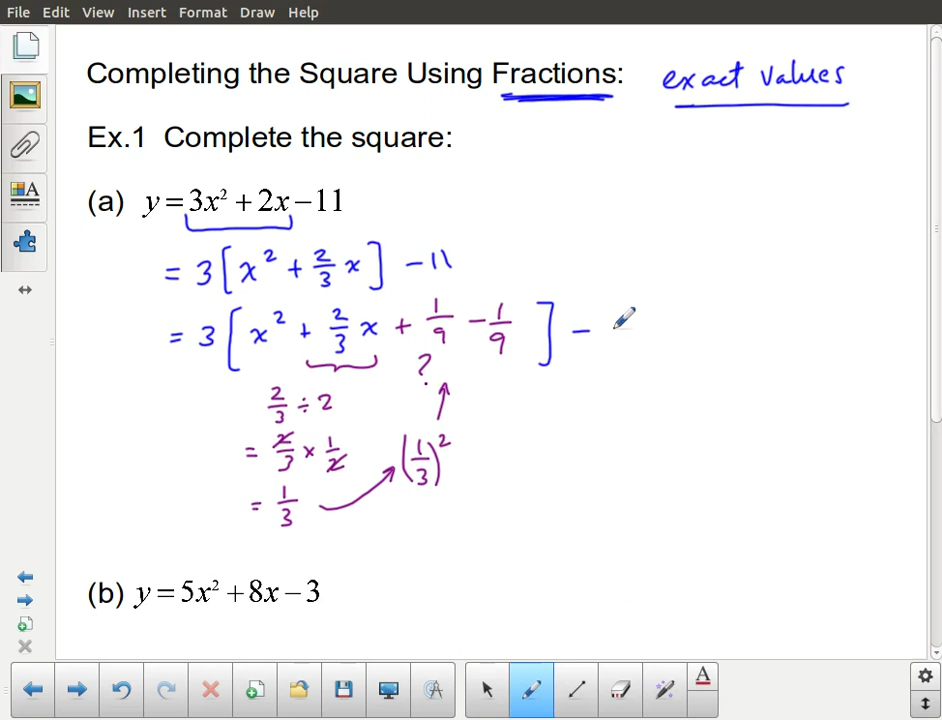 File Edit View Insert Format Draw Help
Completing the Square Using Fractions: exact values
Ex.1 Complete the square:
(a) y = 3x² + 2x − 11
= 3[x² + 2/3 x] − 11
= 3[x² + 2/3 x + 1/9 − 1/9] −
?
2/3 ÷ 2
= 2/3 × 1/2 (1/3)²
= 1/3
(b) y = 5x² + 8x − 3